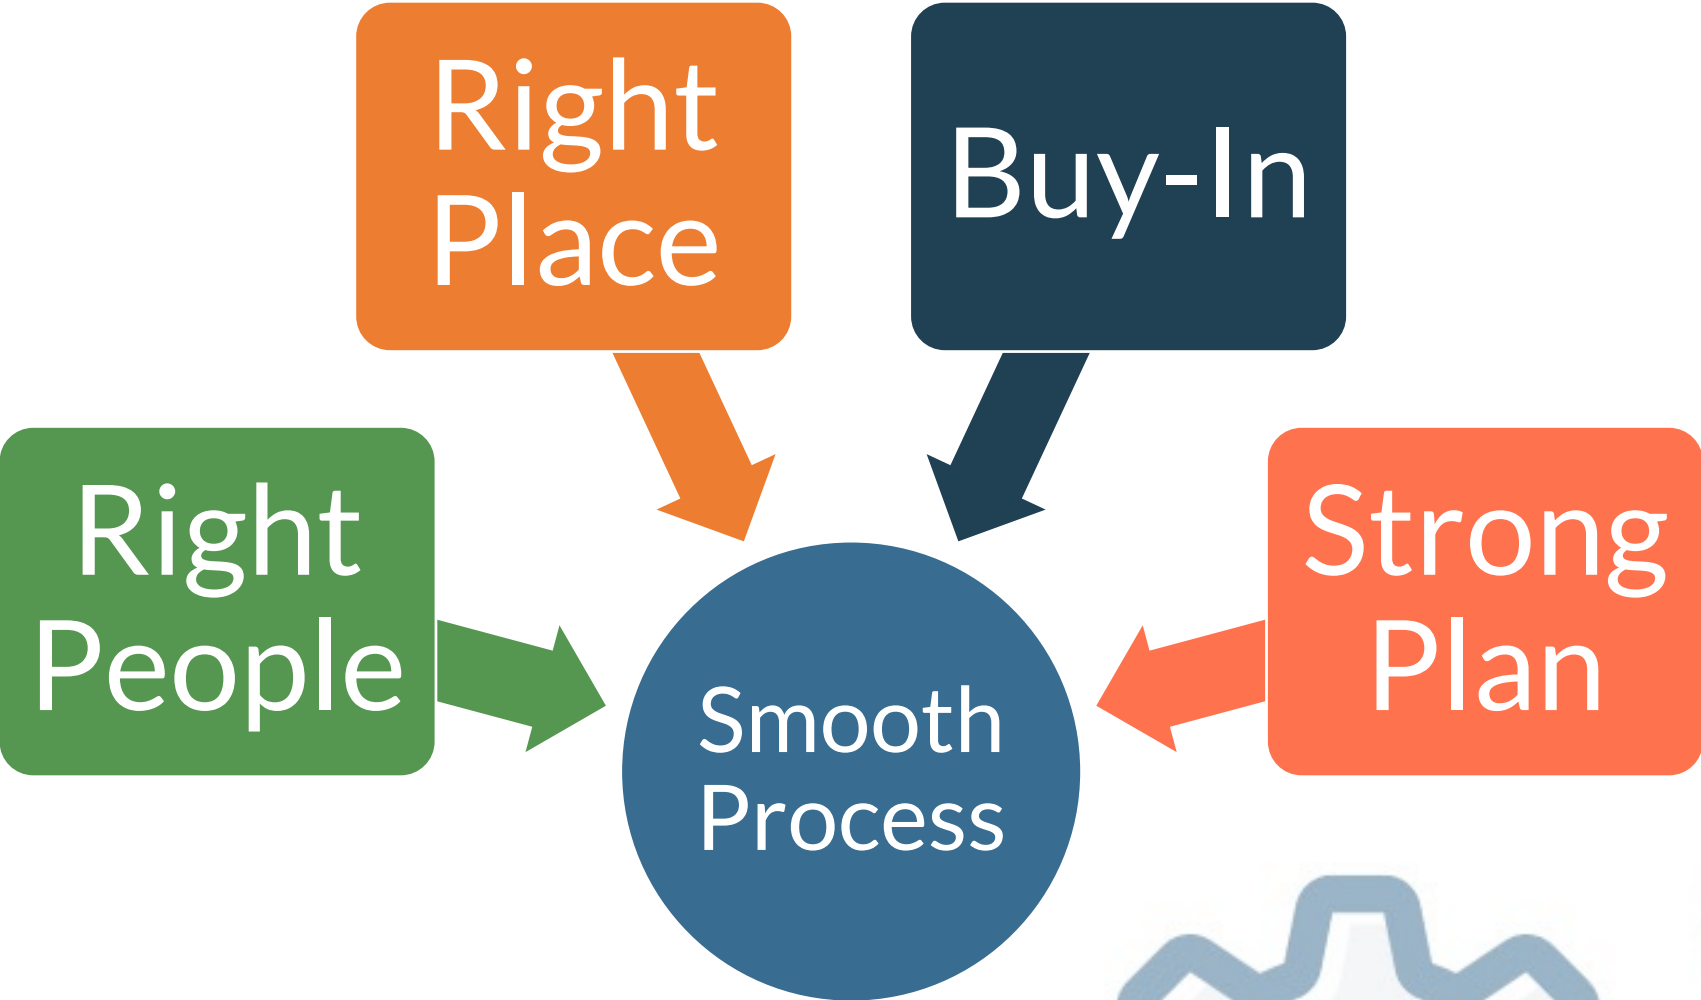 Right
Place
Buy-In
Right
People
Strong
Plan
Smooth
Process